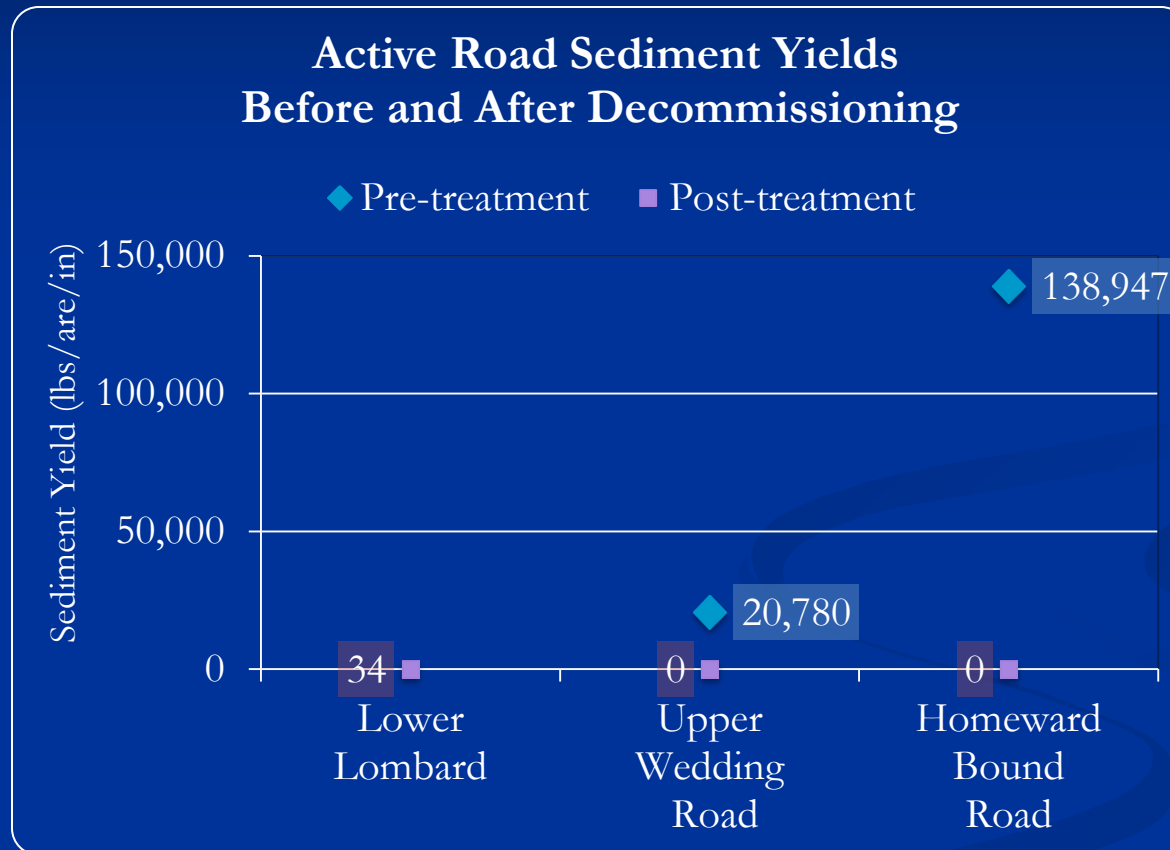 Active Road Sediment Yields
Before and After Decommissioning
Pre-treatment Post-treatment
Sediment Yield (lbs/are/in)
150,000
138,947
100,000
50,000
20,780
0
34 0 0
Lower
Lombard
Upper
Wedding
Road
Homeward
Bound
Road